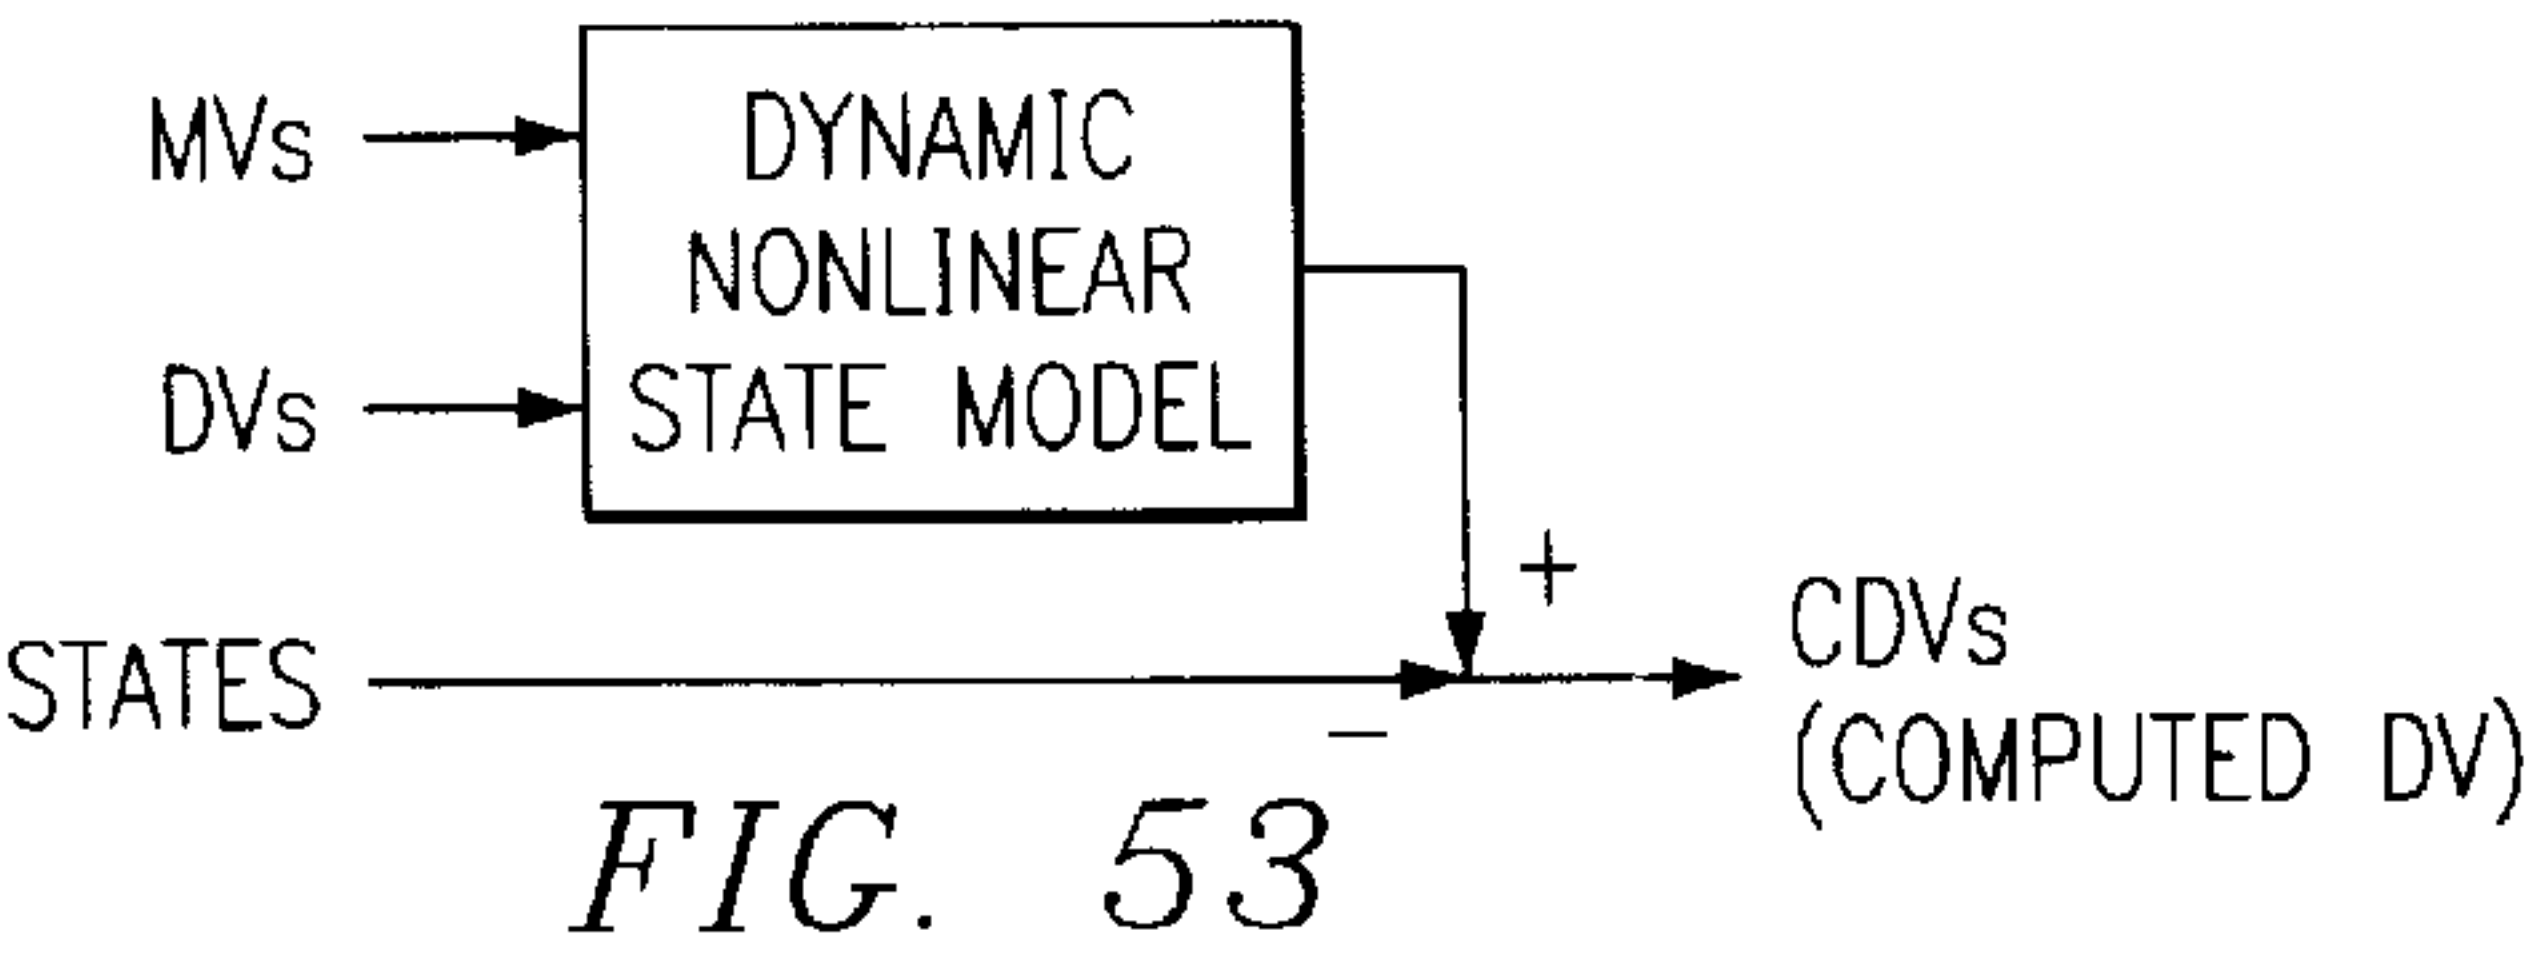 MVs
DYNAMIC
NONLINEAR
STATE MODEL
DVs
+
STATES
−
CDVs
(COMPUTED DV)
FIG. 53